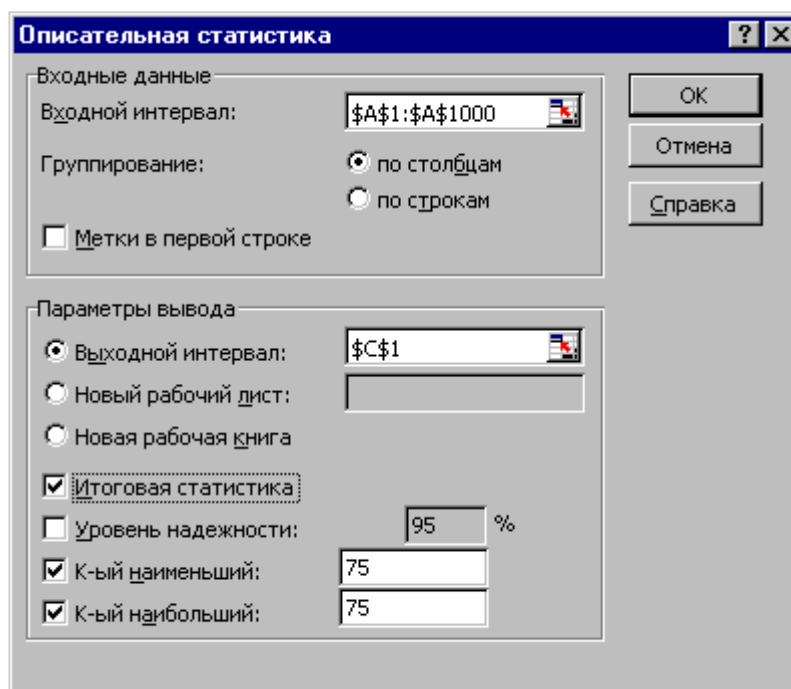 Описательная статистика
Входные данные
Входной интервал: $A$1:$A$1000
Группирование: по столбцам
по строкам
Метки в первой строке
OK
Отмена
Справка
Параметры вывода
Выходной интервал: $C$1
Новый рабочий лист:
Новая рабочая книга
Итоговая статистика
Уровень надежности: 95 %
К-ый наименьший: 75
К-ый наибольший: 75